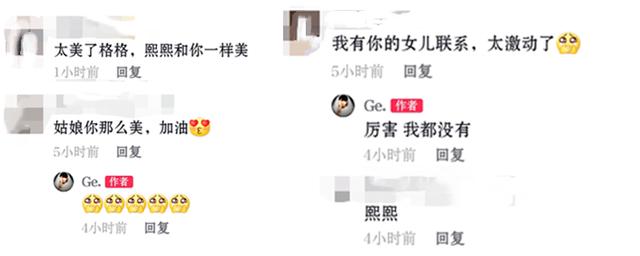 太美了格格，熙熙和你一样美
1小时前 回复
姑娘你那么美，加油
5小时前 回复
Ge. 作者
4小时前 回复
我有你的女儿联系，太激动了
5小时前 回复
Ge. 作者
厉害 我都没有
4小时前 回复
熙熙
4小时前 回复